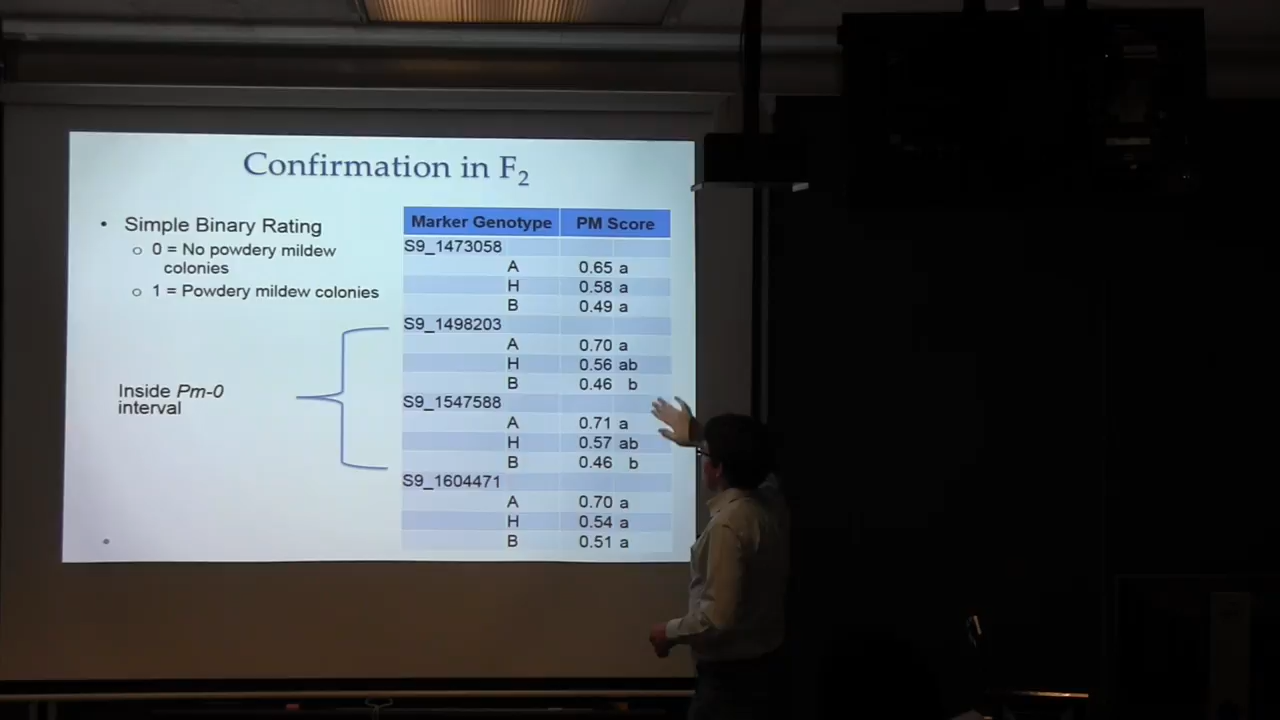 Confirmation in F2
• Simple Binary Rating
o 0 = No powdery mildew
colonies
o 1 = Powdery mildew colonies
Inside Pm-0
interval
Marker Genotype PM Score
S9_1473058
A 0.65 a
H 0.58 a
B 0.49 a
S9_1498203
A 0.70 a
H 0.56 ab
B 0.46 b
S9_1547588
A 0.71 a
H 0.57 ab
B 0.46 b
S9_1604471
A 0.70 a
H 0.54 a
B 0.51 a